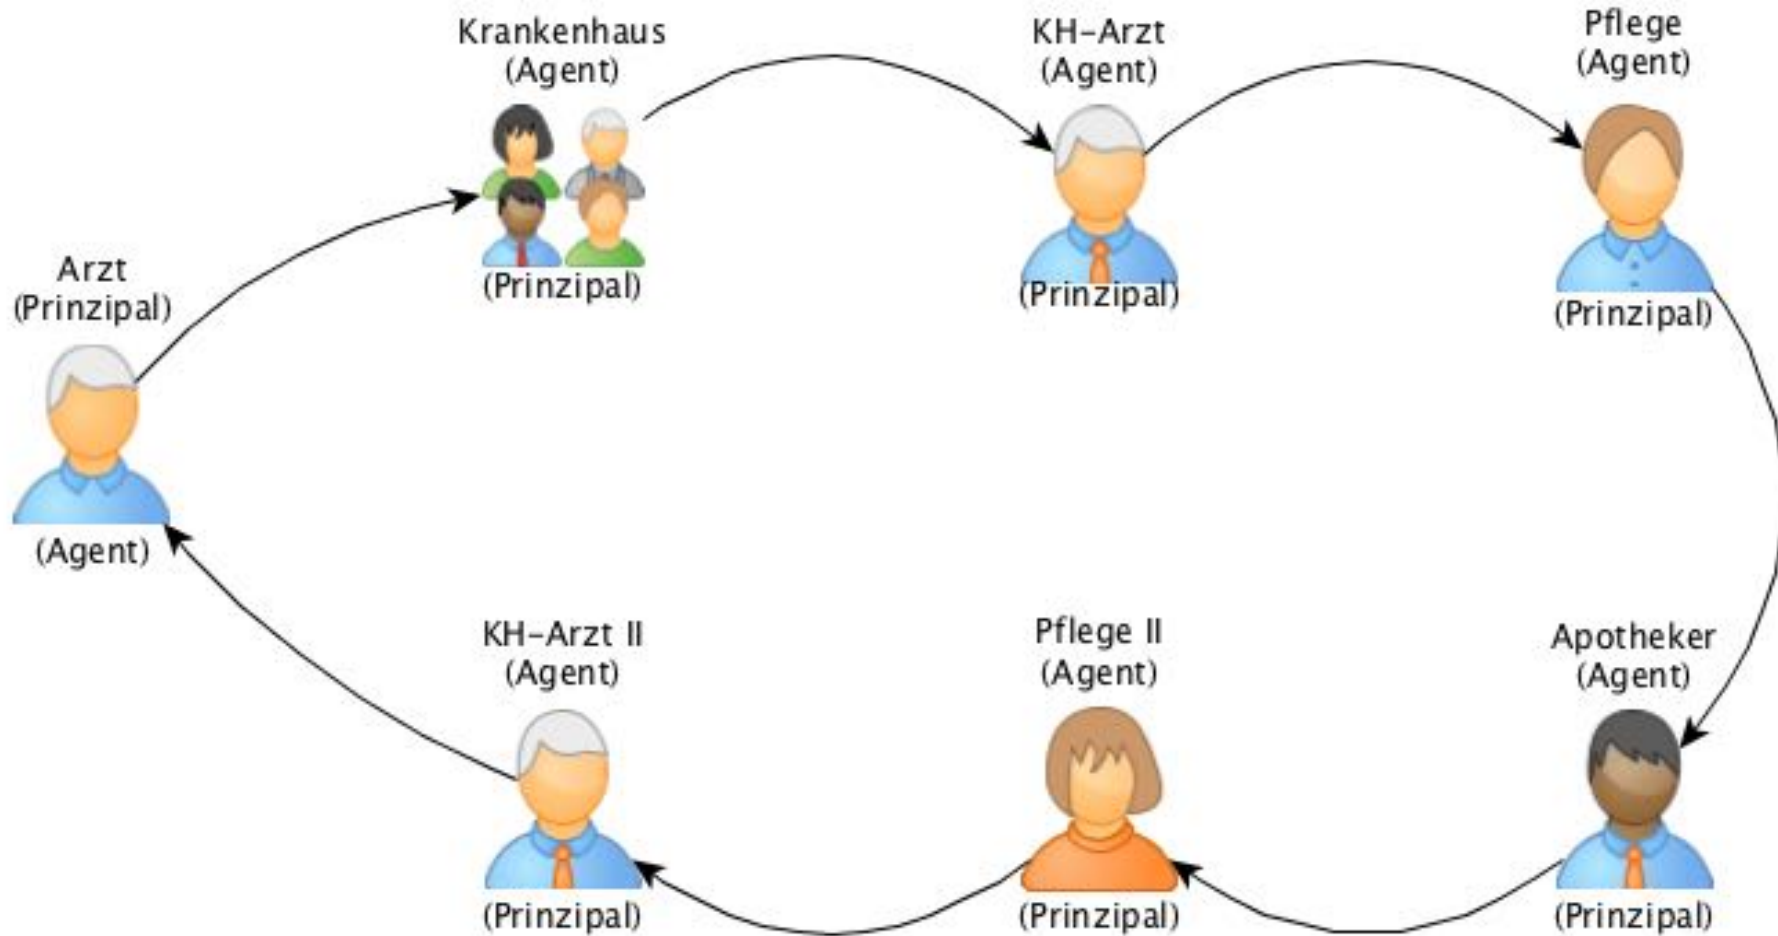 Krankenhaus
(Agent)
(Prinzipal)
KH-Arzt
(Agent)
(Prinzipal)
Pflege
(Agent)
(Prinzipal)
Arzt
(Prinzipal)
(Agent)
KH-Arzt II
(Agent)
(Prinzipal)
Pflege II
(Agent)
(Prinzipal)
Apotheker
(Agent)
(Prinzipal)